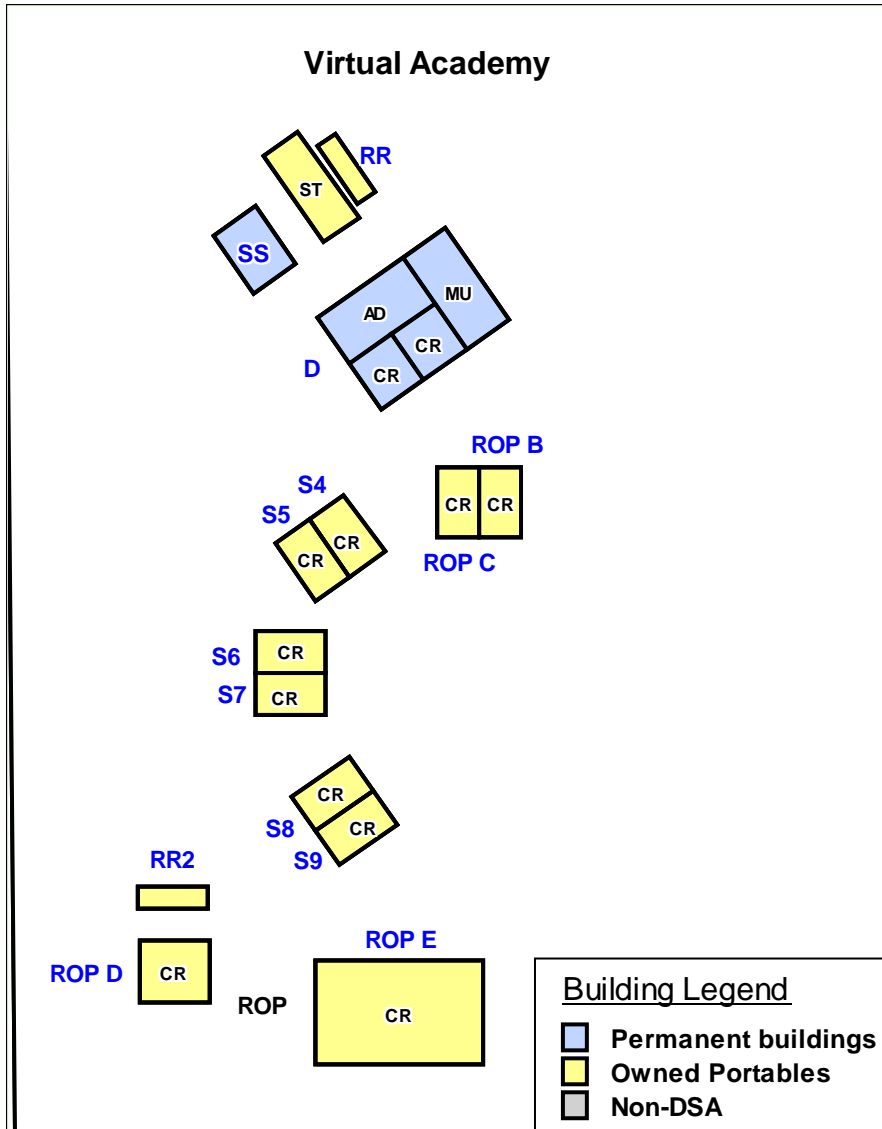 Virtual Academy
RR
ST
SS
MU
AD
CR
CR
D
ROP B
S4
CR
CR
S5
CR
CR
ROP C
S6
CR
S7
CR
CR
S8
CR
S9
RR2
ROP E
ROP D
CR
ROP
CR
Building Legend
Permanent buildings
Owned Portables
Non-DSA